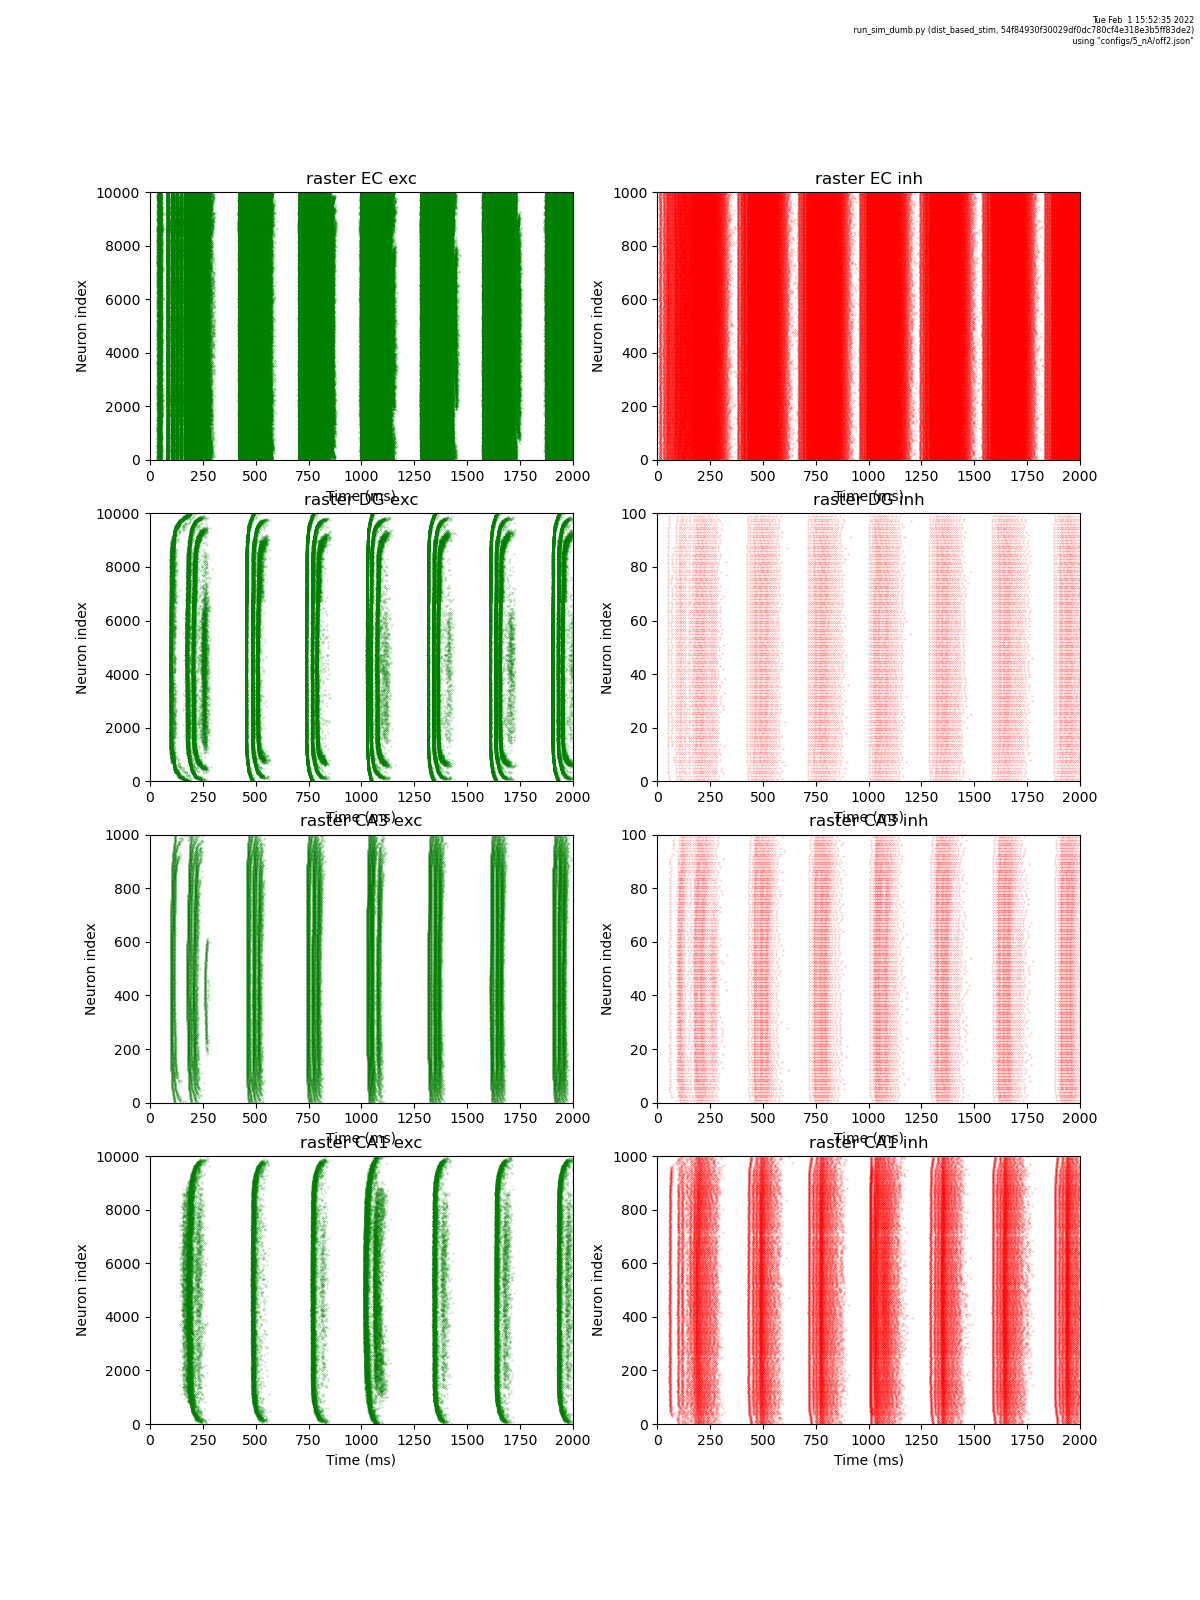 Tue Feb  1 15:52:35 2022
run_sim_dumb.py (dist_based_stim, 54f84930f30029df0dc780cf4e318e3b5ff83de2)
using "configs/5_nA/off2.json"
raster EC exc
10000
8000
6000
4000
2000
0
Neuron index
0 250 500 750 1000 1250 1500 1750 2000
Time (ms)
raster EC inh
1000
800
600
400
200
0
Neuron index
0 250 500 750 1000 1250 1500 1750 2000
Time (ms)
raster DG exc
10000
8000
6000
4000
2000
0
Neuron index
0 250 500 750 1000 1250 1500 1750 2000
Time (ms)
raster DG inh
100
80
60
40
20
0
Neuron index
0 250 500 750 1000 1250 1500 1750 2000
Time (ms)
raster CA3 exc
1000
800
600
400
200
0
Neuron index
0 250 500 750 1000 1250 1500 1750 2000
Time (ms)
raster CA3 inh
100
80
60
40
20
0
Neuron index
0 250 500 750 1000 1250 1500 1750 2000
Time (ms)
raster CA1 exc
10000
8000
6000
4000
2000
0
Neuron index
0 250 500 750 1000 1250 1500 1750 2000
Time (ms)
raster CA1 inh
1000
800
600
400
200
0
Neuron index
0 250 500 750 1000 1250 1500 1750 2000
Time (ms)